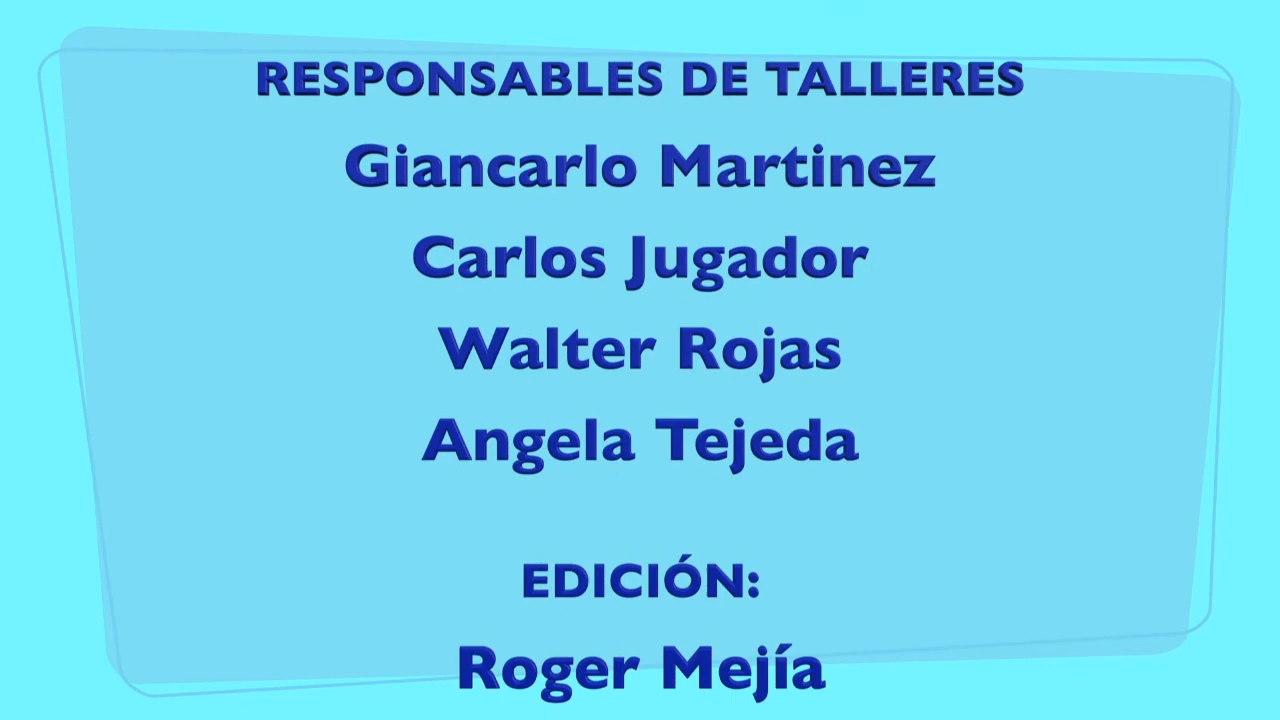 RESPONSABLES DE TALLERES
Giancarlo Martinez
Carlos Jugador
Walter Rojas
Angela Tejeda
EDICIÓN:
Roger Mejía